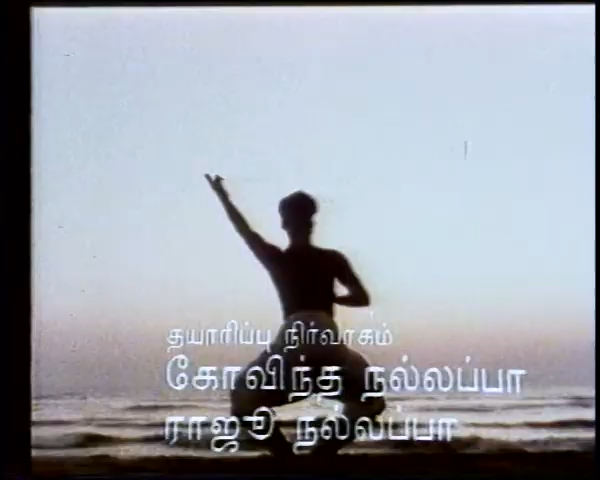 தயாரிப்பு நிர்வாகம்
கோவிந்த நல்லப்பா
ராஜூ நல்லப்பா